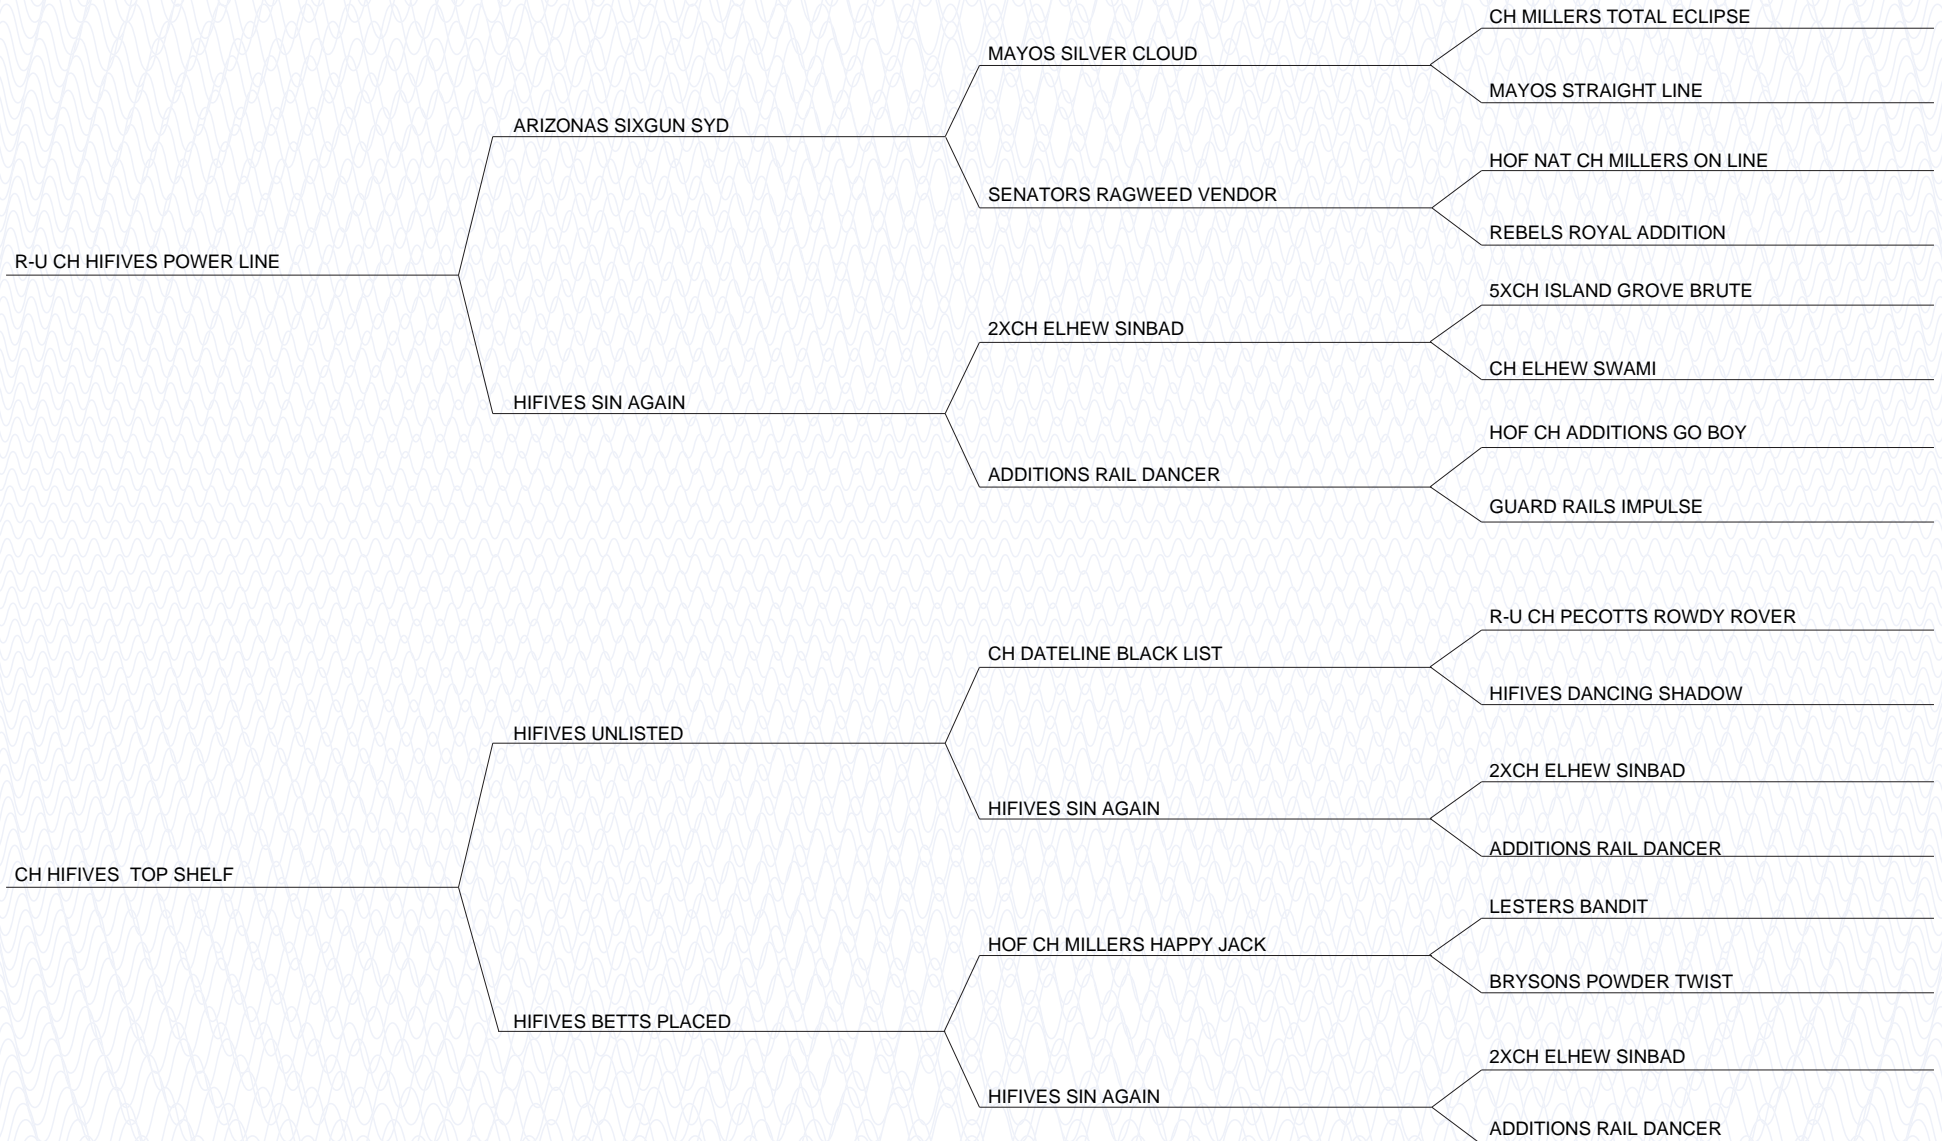 CH MILLERS TOTAL ECLIPSE
MAYOS SILVER CLOUD
MAYOS STRAIGHT LINE
ARIZONAS SIXGUN SYD
HOF NAT CH MILLERS ON LINE
SENATORS RAGWEED VENDOR
REBELS ROYAL ADDITION
R-U CH HIFIVES POWER LINE
5XCH ISLAND GROVE BRUTE
2XCH ELHEW SINBAD
CH ELHEW SWAMI
HIFIVES SIN AGAIN
HOF CH ADDITIONS GO BOY
ADDITIONS RAIL DANCER
GUARD RAILS IMPULSE
R-U CH PECOTTS ROWDY ROVER
CH DATELINE BLACK LIST
HIFIVES DANCING SHADOW
HIFIVES UNLISTED
2XCH ELHEW SINBAD
HIFIVES SIN AGAIN
ADDITIONS RAIL DANCER
CH HIFIVES  TOP SHELF
LESTERS BANDIT
HOF CH MILLERS HAPPY JACK
BRYSONS POWDER TWIST
HIFIVES BETTS PLACED
2XCH ELHEW SINBAD
HIFIVES SIN AGAIN
ADDITIONS RAIL DANCER